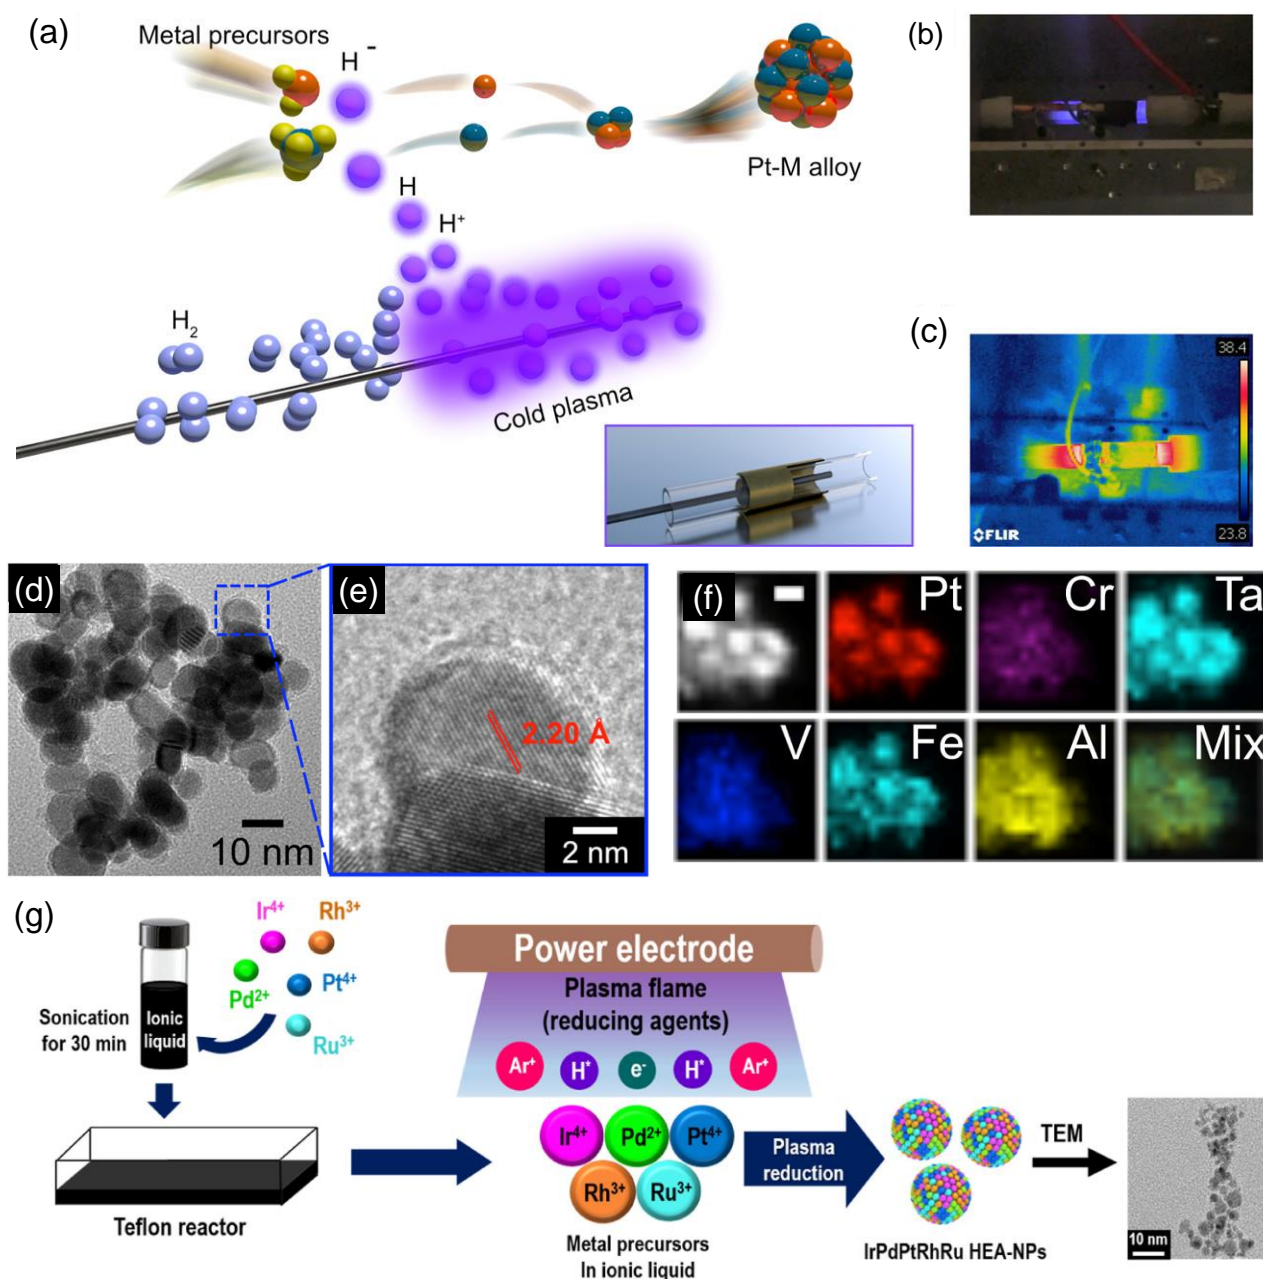 (a)
Metal precursors
H -
H
H+
H2
Pt-M alloy
Cold plasma
(b)
(c)
38.4
23.8
FLIR
(d)
10 nm
(e)
2.20 Å
2 nm
(f)
Pt
Cr
Ta
V
Fe
Al
Mix
(g)
Ir4+
Rh3+
Pd2+
Pt4+
Ru3+
Sonication
for 30 min
Ionic
liquid
Teflon reactor
Power electrode
Plasma flame
(reducing agents)
Ar+
H*
e-
H*
Ar+
Ir4+
Pd2+
Pt4+
Rh3+
Ru3+
Metal precursors
In ionic liquid
Plasma
reduction
IrPdPtRhRu HEA-NPs
TEM
10 nm